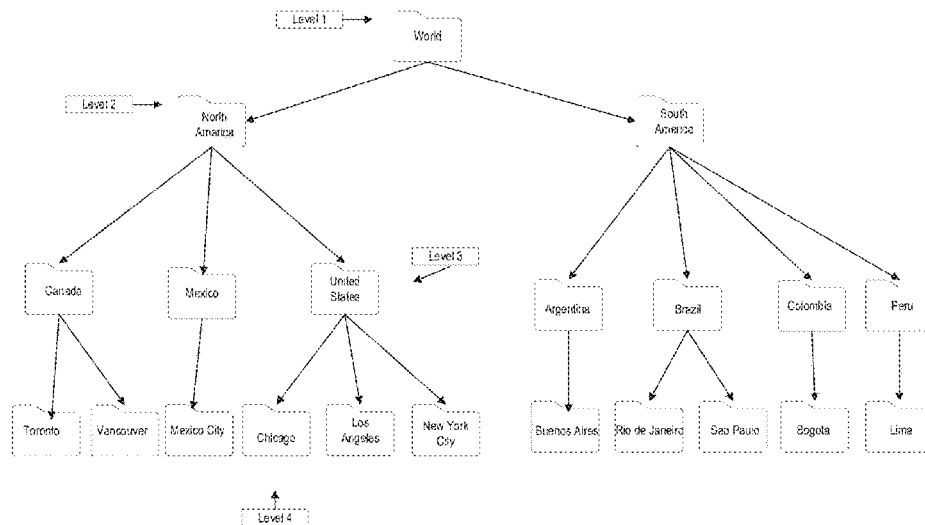 Level 1
World
Level 2
North
America
South
America
Level 3
Canada
Mexico
United
States
Argentina
Brazil
Colombia
Peru
Toronto
Vancouver
Mexico City
Chicago
Los
Angeles
New York
City
Buenos Aires
Rio de Janeiro
Sao Paulo
Bogota
Lima
Level 4